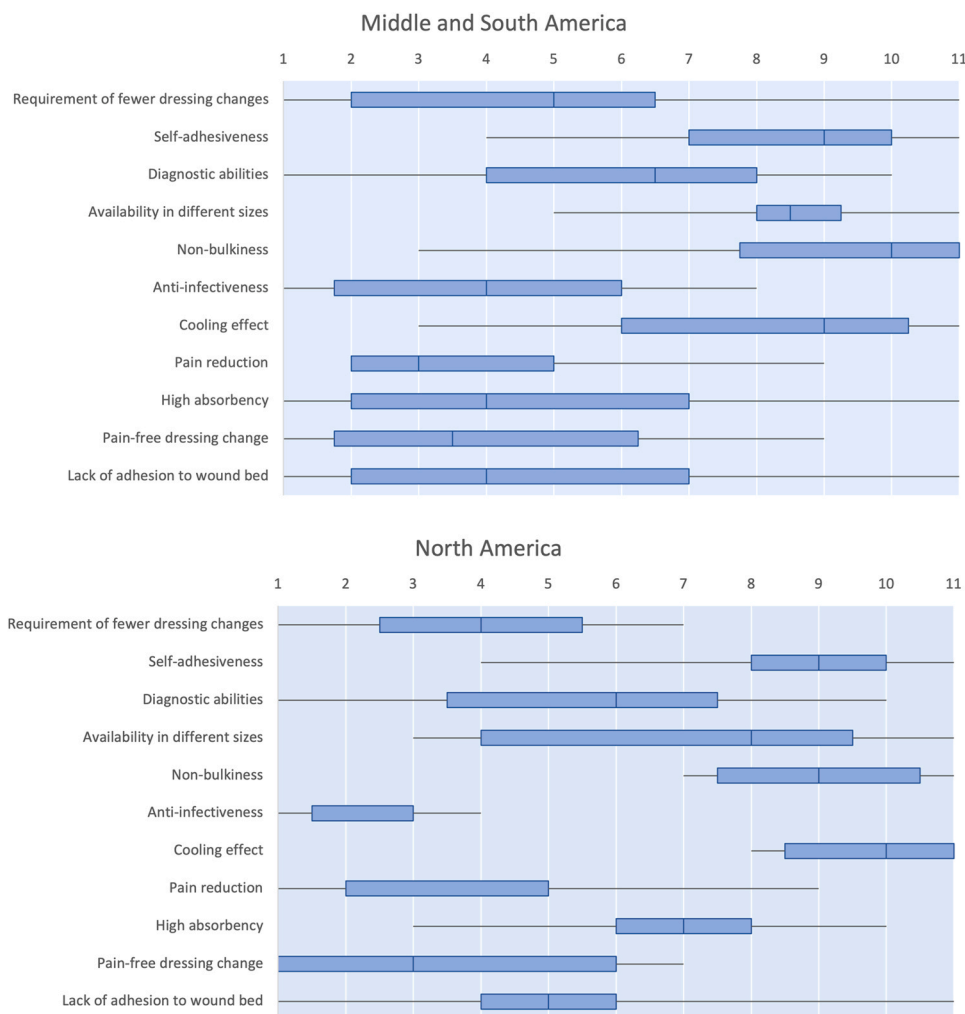 Middle and South America
1 2 3 4 5 6 7 8 9 10 11
Requirement of fewer dressing changes
Self-adhesiveness
Diagnostic abilities
Availability in different sizes
Non-bulkiness
Anti-infectiveness
Cooling effect
Pain reduction
High absorbency
Pain-free dressing change
Lack of adhesion to wound bed
North America
1 2 3 4 5 6 7 8 9 10 11
Requirement of fewer dressing changes
Self-adhesiveness
Diagnostic abilities
Availability in different sizes
Non-bulkiness
Anti-infectiveness
Cooling effect
Pain reduction
High absorbency
Pain-free dressing change
Lack of adhesion to wound bed